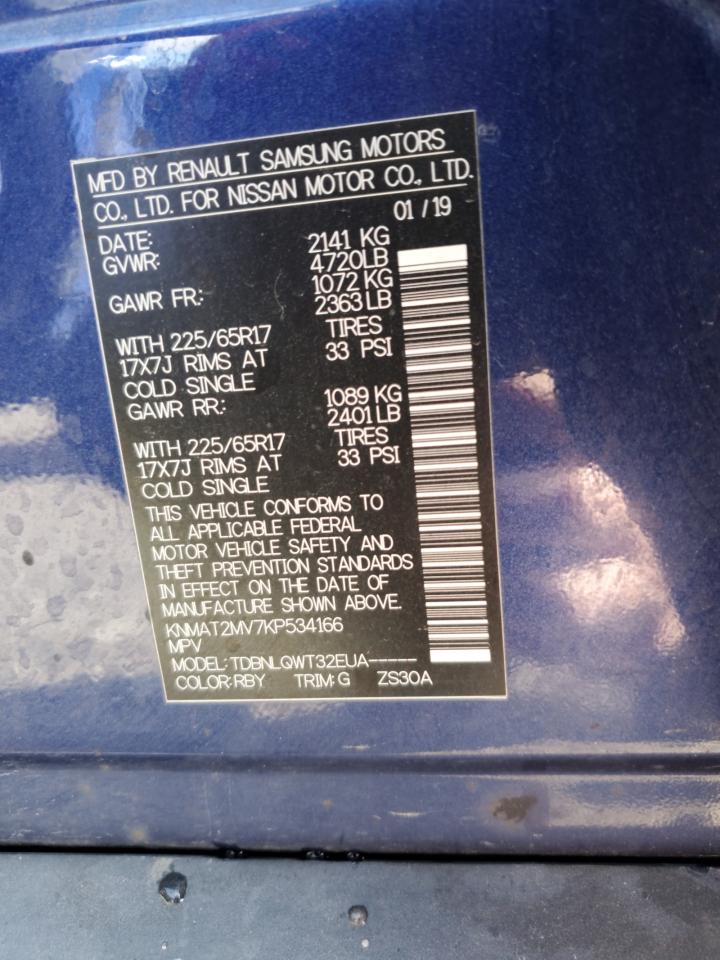 MFD BY RENAULT SAMSUNG MOTORS
CO., LTD. FOR NISSAN MOTOR CO., LTD.
DATE: 01 / 19
GVWR: 2141 KG
4720LB
GAWR FR.: 1072 KG
2363 LB
WITH 225/65R17 TIRES
17X7J RIMS AT 33 PSI
COLD SINGLE
GAWR RR.: 1089 KG
2401 LB
WITH 225/65R17 TIRES
17X7J RIMS AT 33 PSI
COLD SINGLE
THIS VEHICLE CONFORMS TO
ALL APPLICABLE FEDERAL
MOTOR VEHICLE SAFETY AND
THEFT PREVENTION STANDARDS
IN EFFECT ON THE DATE OF
MANUFACTURE SHOWN ABOVE.
KNMAT2MV7KP534166
MPV
MODEL: TDBNLQWT32EUA-----
COLOR:RBY TRIM:G ZS30A